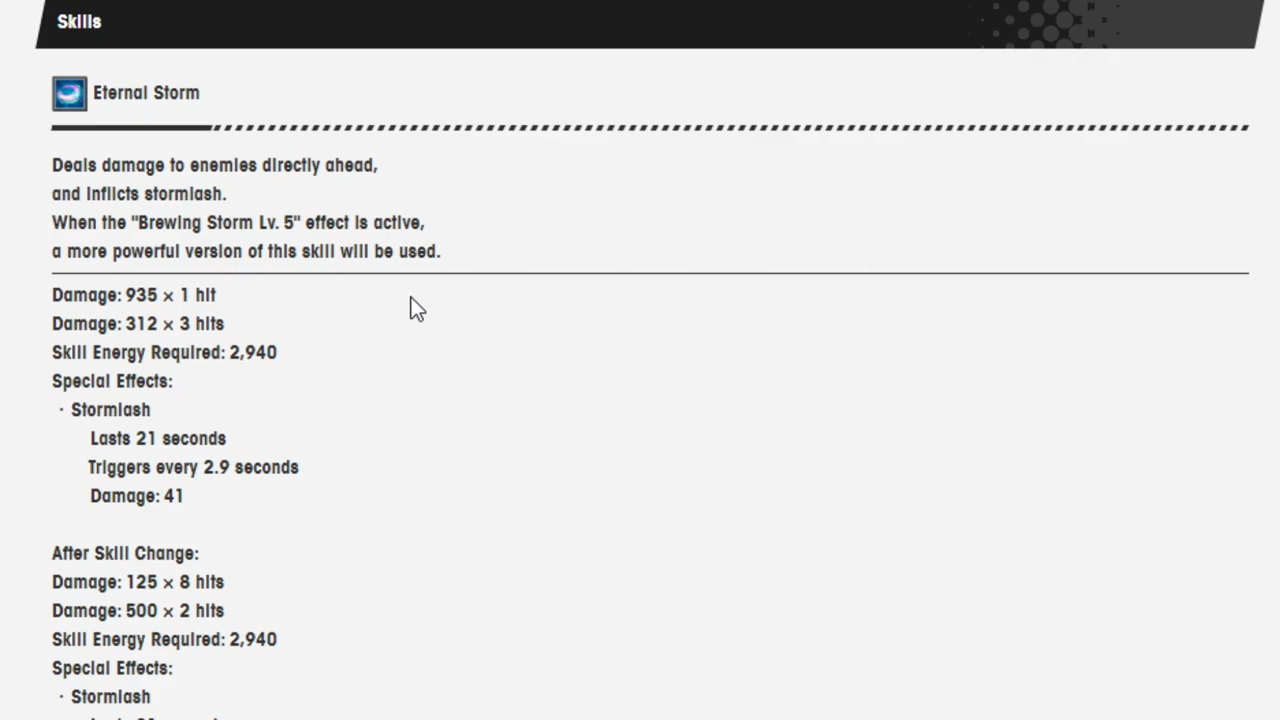 Skills
Eternal Storm
Deals damage to enemies directly ahead,
and inflicts stormlash.
When the "Brewing Storm Lv. 5" effect is active,
a more powerful version of this skill will be used.
Damage: 935 × 1 hit
Damage: 312 × 3 hits
Skill Energy Required: 2,940
Special Effects:
· Stormlash
Lasts 21 seconds
Triggers every 2.9 seconds
Damage: 41
After Skill Change:
Damage: 125 × 8 hits
Damage: 500 × 2 hits
Skill Energy Required: 2,940
Special Effects:
· Stormlash